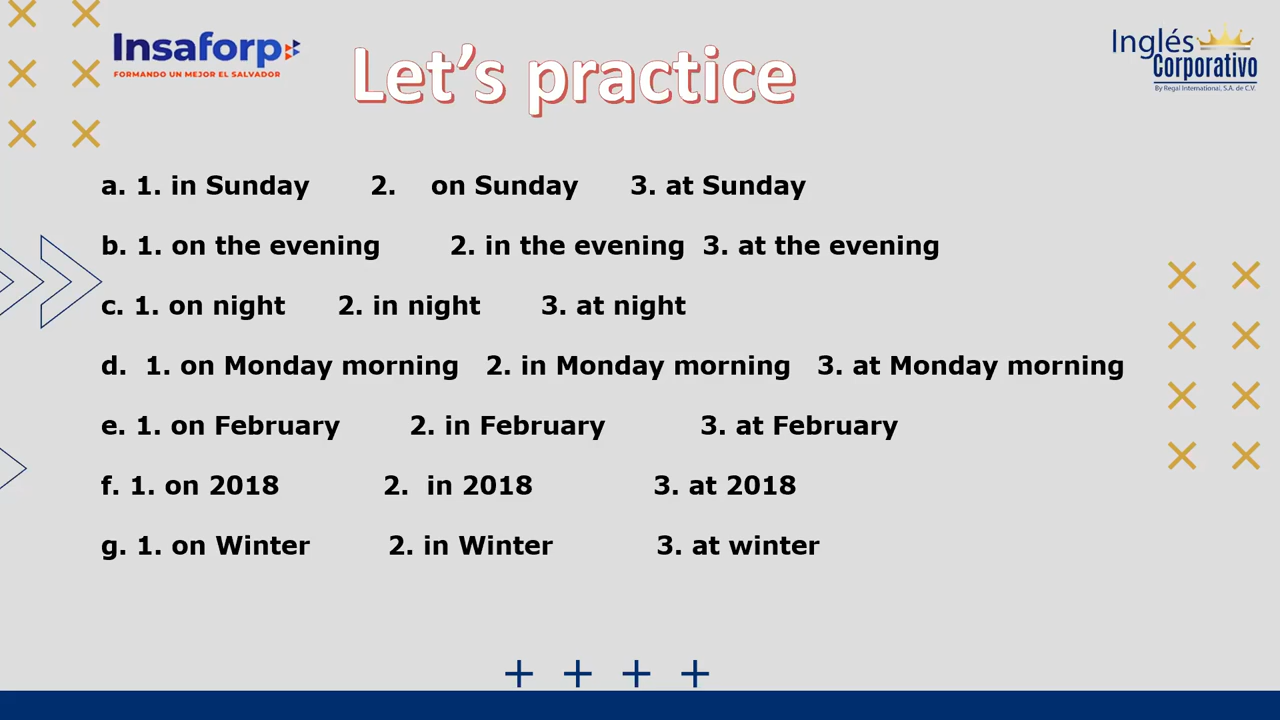 Insaforp
FORMANDO UN MEJOR EL SALVADOR
Let's practice
Inglés
Corporativo
By Regal International, S.A. de C.V.
a. 1. in Sunday 2. on Sunday 3. at Sunday
b. 1. on the evening 2. in the evening 3. at the evening
c. 1. on night 2. in night 3. at night
d. 1. on Monday morning 2. in Monday morning 3. at Monday morning
e. 1. on February 2. in February 3. at February
f. 1. on 2018 2. in 2018 3. at 2018
g. 1. on Winter 2. in Winter 3. at winter